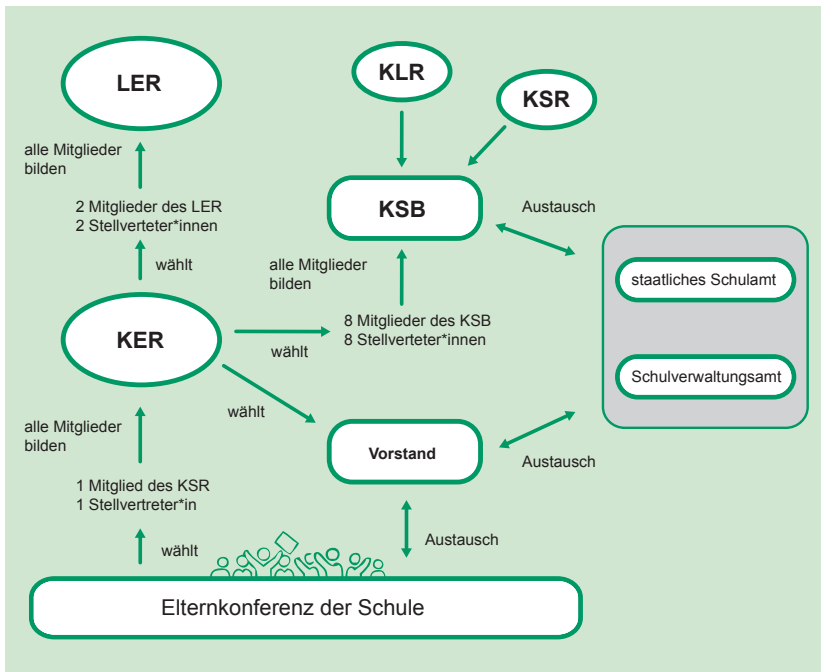 LER
KLR
KSR
alle Mitglieder
bilden
2 Mitglieder des LER
2 Stellverteter*innen
KSB
Austausch
wählt
alle Mitglieder
bilden
staatliches Schulamt
KER
wählt
8 Mitglieder des KSB
8 Stellverteter*innen
Schulverwaltungsamt
wählt
alle Mitglieder
bilden
Vorstand
Austausch
1 Mitglied des KSR
1 Stellvertreter*in
wählt
Austausch
Elternkonferenz der Schule